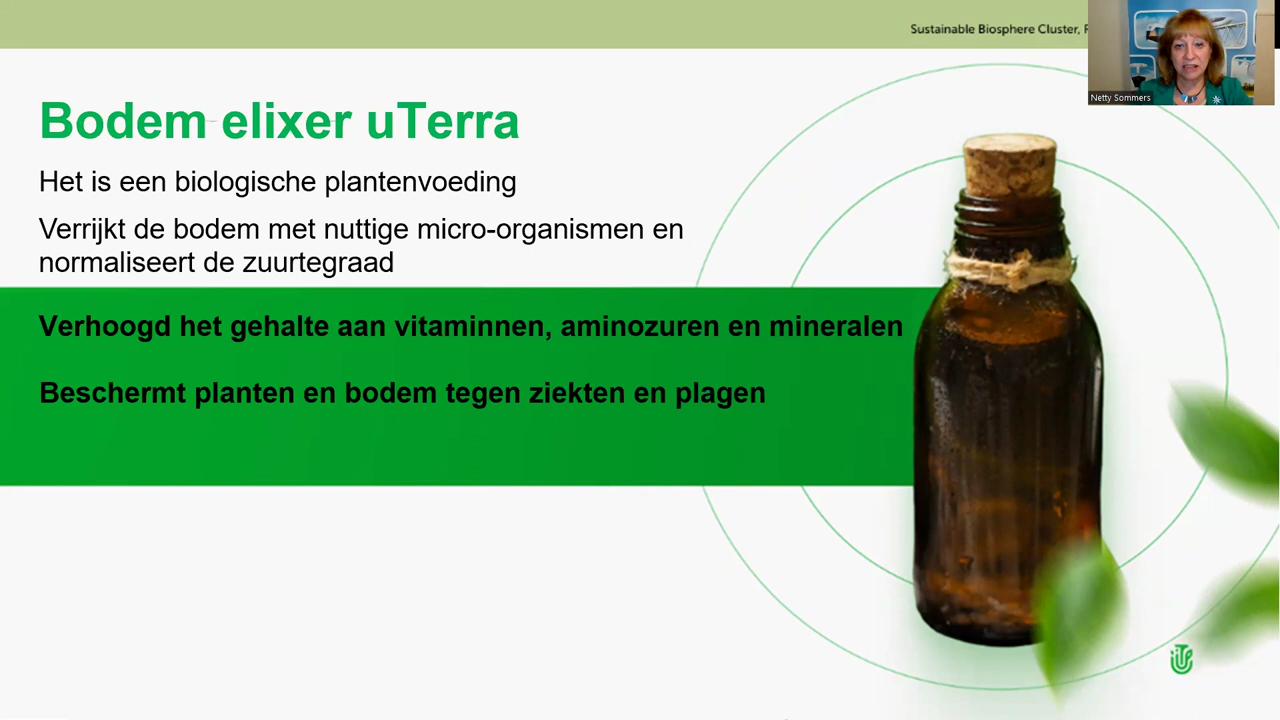 Sustainable Biosphere Cluster,
Netty Sommers
Bodem elixer uTerra
Het is een biologische plantenvoeding
Verrijkt de bodem met nuttige micro-organismen en
normaliseert de zuurtegraad
Verhoogd het gehalte aan vitaminnen, aminozuren en mineralen
Beschermt planten en bodem tegen ziekten en plagen